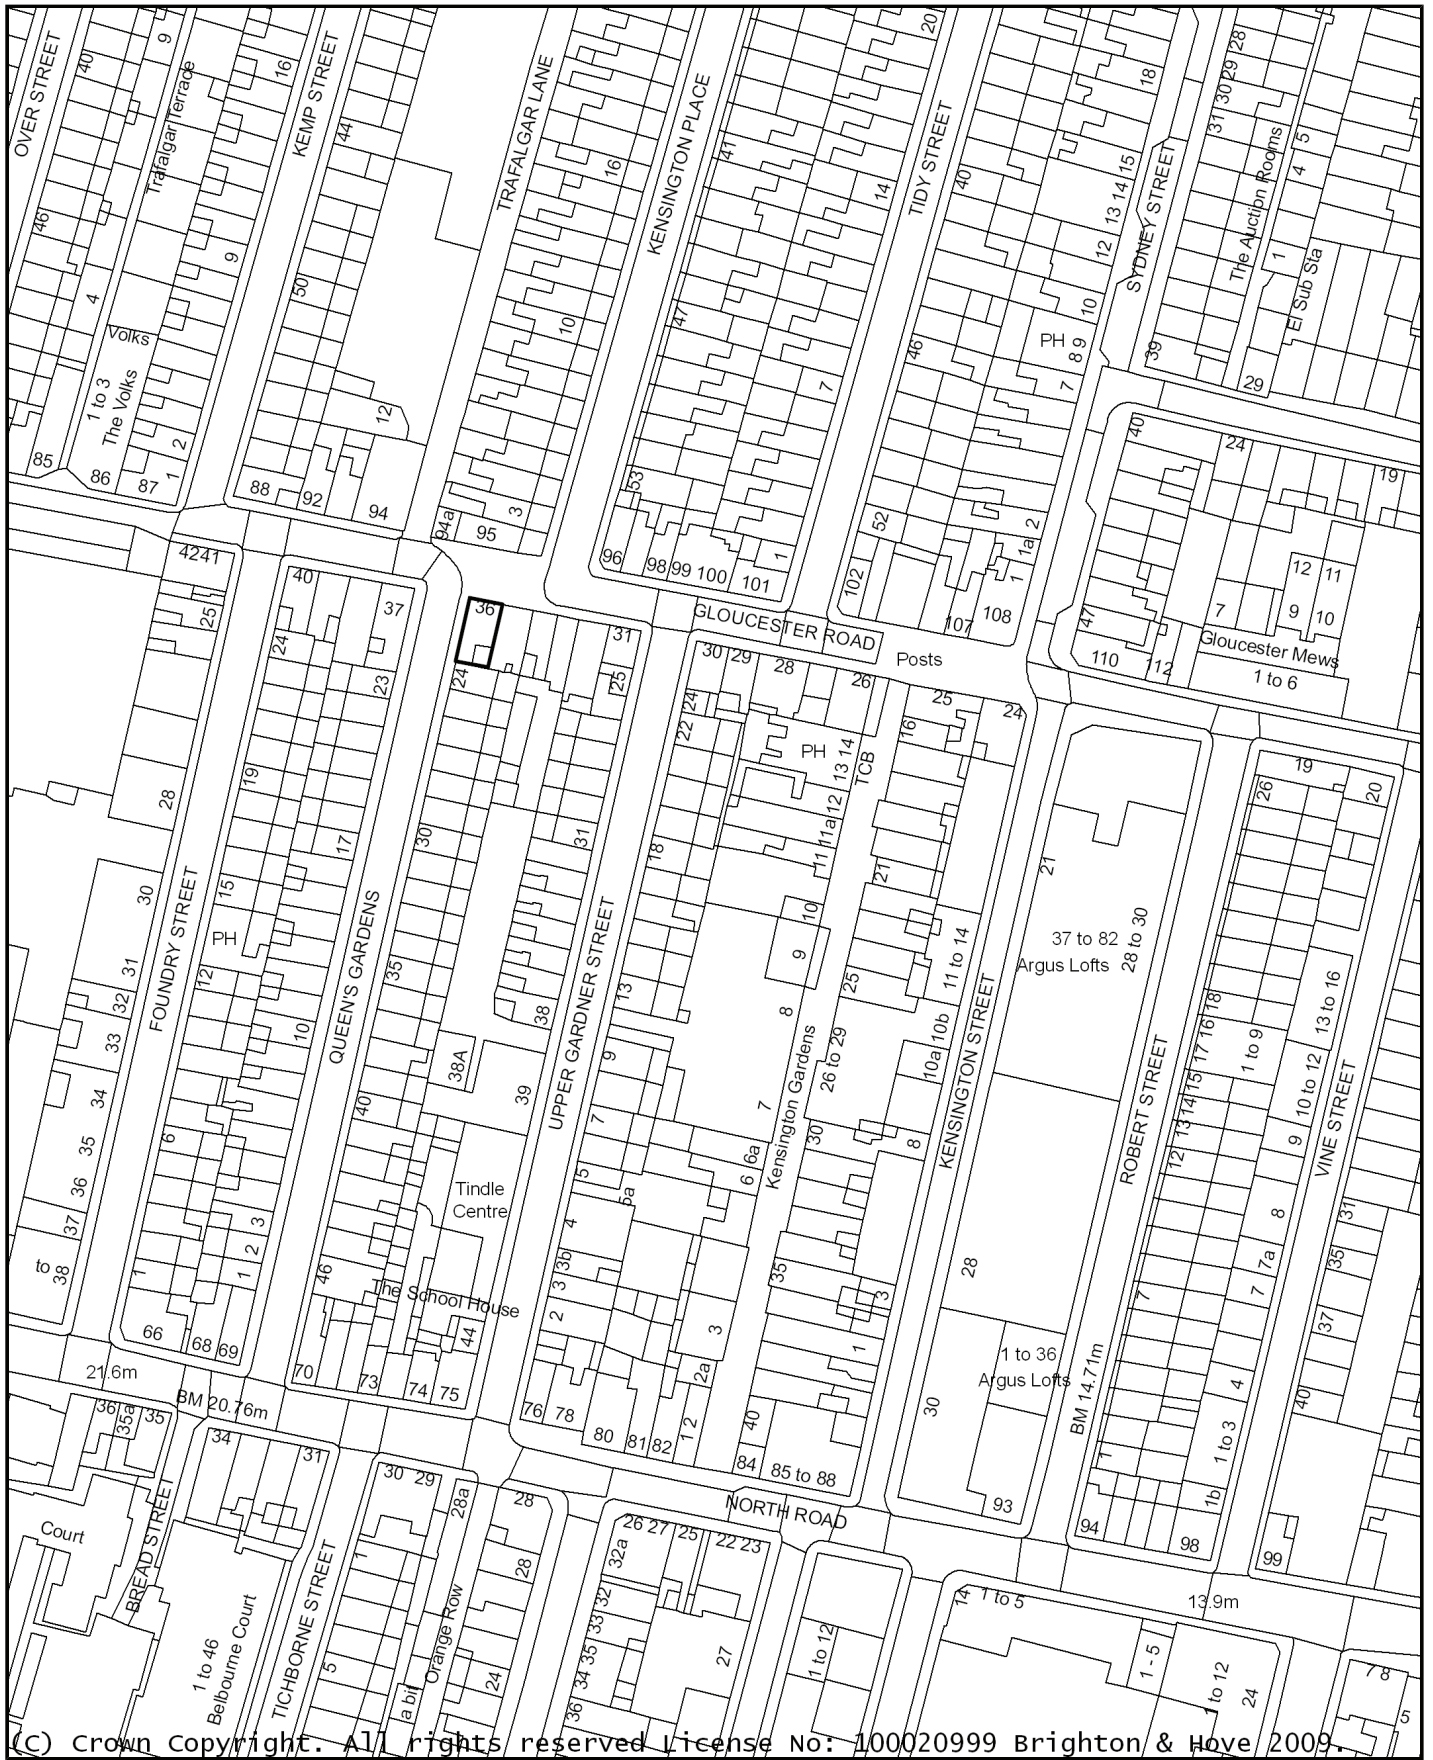 OVER STREET
40
9
Trafalgar Terrace
16
KEMP STREET
44
TRAFALGAR LANE
16
KENSINGTON PLACE
41
20
TIDY STREET
14
40
18
28
29
30
31
5
4
The Auction Rooms
SYDNEY STREET
13 14 15
12
46
9
4
50
10
47
7
46
10
PH
8 9
7
39
1
El Sub Sta
29
Volks
1 to 3
The Volks
12
2
1
85
86
87
88
92
94
94a
95
3
53
96
98
99
100
101
1
52
102
1a 2
1
107
108
40
24
19
12
11
9
10
7
47
110
112
Gloucester Mews
1 to 6
GLOUCESTER ROAD
Posts
4241
25
40
37
24
23
36
31
25
24
30
29
28
26
25
24
24
22
16
PH
13 14
TCB
12
11a
11
19
28
17
30
31
18
21
21
19
26
20
30
15
PH
12
FOUNDRY STREET
31
32
33
34
35
36
37
to 38
QUEEN'S GARDENS
35
10
40
38
38A
39
UPPER GARDNER STREET
13
9
7
10
9
8
7
25
11 to 14
26 to 29
10b
10a
Kensington Gardens
KENSINGTON STREET
37 to 82
Argus Lofts
28 to 30
18
17 16
15
14
13
12
1 to 9
13 to 16
10 to 12
9
ROBERT STREET
VINE STREET
6
3
2
1
1
46
Tindle
Centre
The School House
44
5
5a
4
3b
3
2
6a
6
30
8
35
3
1
3
2a
28
1 to 36
Argus Lofts
30
7
8
7a
7
31
35
37
40
4
1 to 3
1b
1
BM 14.71m
66
68
69
70
73
74
75
76
78
80
81
82
1 2
40
84
85 to 88
93
94
98
99
21.6m
BM 20.76m
36
35a
35
34
31
30
29
28a
28
NORTH ROAD
Court
BREAD STREET
1 to 46
Belbourne Court
TICHBORNE STREET
1
5
Orange Row
a bit
28
24
26 27
25
22 23
32a
32
33
35
34
36
27
1 to 12
14
1 to 5
13.9m
1 - 5
1 to 12
24
7 8
5
(c) Crown Copyright. All rights reserved License No: 100020999 Brighton & Hove 2009.